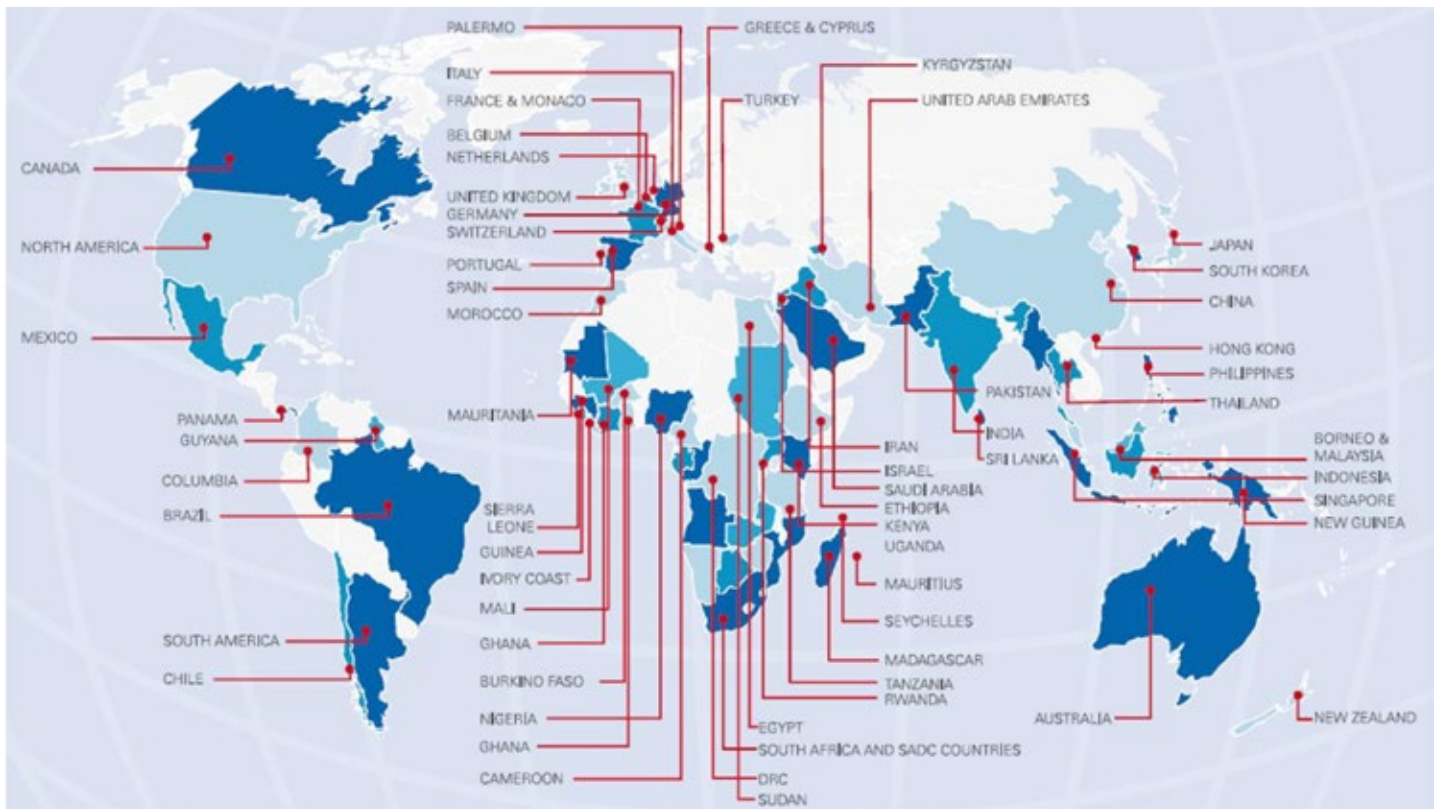 PALERMO
ITALY
FRANCE & MONACO
BELGIUM
NETHERLANDS
UNITED KINGDOM
GERMANY
SWITZERLAND
PORTUGAL
SPAIN
MOROCCO
GREECE & CYPRUS
TURKEY
KYRGYZSTAN
UNITED ARAB EMIRATES
CANADA
NORTH AMERICA
MEXICO
PANAMA
GUYANA
COLUMBIA
BRAZIL
SOUTH AMERICA
CHILE
MAURITANIA
SIERRA
LEONE
GUINEA
IVORY COAST
MALI
GHANA
BURKINO FASO
NIGERIA
GHANA
CAMEROON
PAKISTAN
INDIA
SRI LANKA
IRAN
ISRAEL
SAUDI ARABIA
ETHIOPIA
KENYA
UGANDA
MAURITIUS
SEYCHELLES
MADAGASCAR
TANZANIA
RWANDA
EGYPT
SOUTH AFRICA AND SADC COUNTRIES
DRC
SUDAN
JAPAN
SOUTH KOREA
CHINA
HONG KONG
PHILIPPINES
THAILAND
BORNEO &
MALAYSIA
INDONESIA
SINGAPORE
NEW GUINEA
AUSTRALIA
NEW ZEALAND